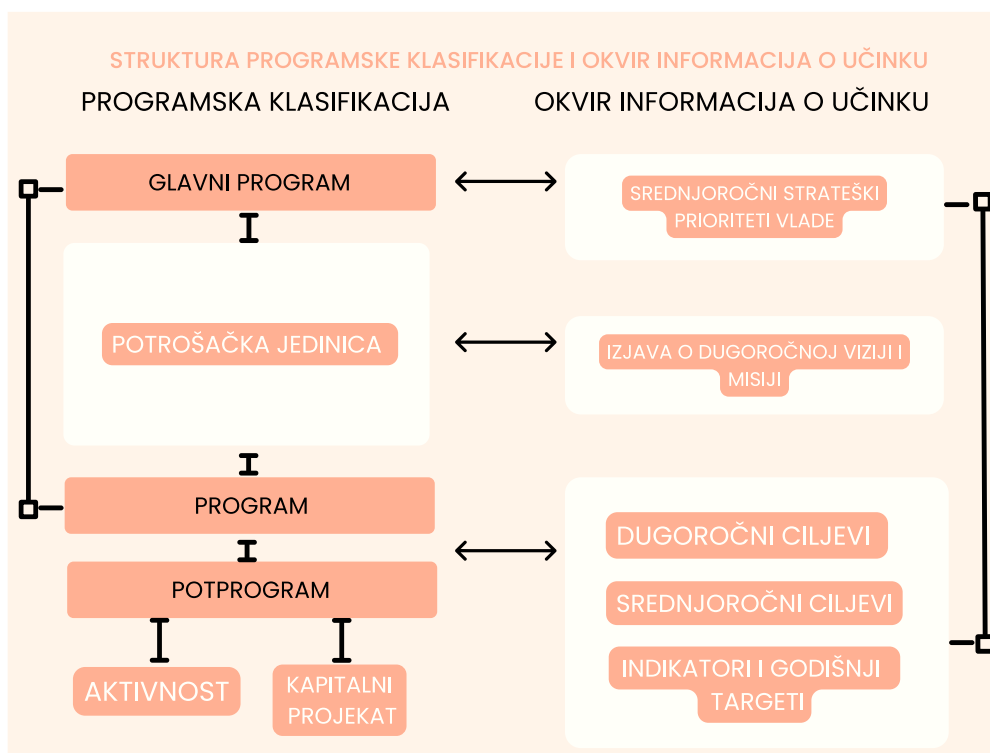 STRUKTURA PROGRAMSKE KLASIFIKACIJE I OKVIR INFORMACIJA O UČINKU
PROGRAMSKA KLASIFIKACIJA
OKVIR INFORMACIJA O UČINKU
GLAVNI PROGRAM
SREDNJOROČNI STRATEŠKI
PRIORITETI VLADE
POTROŠAČKA JEDINICA
IZJAVA O DUGOROČNOJ VIZIJI I
MISIJI
PROGRAM
POTPROGRAM
DUGOROČNI CILJEVI
SREDNJOROČNI CILJEVI
INDIKATORI I GODIŠNJI
TARGETI
AKTIVNOST
KAPITALNI
PROJEKAT